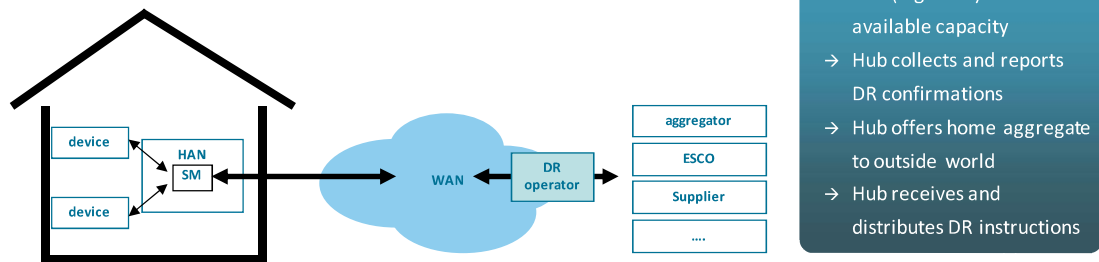 device
HAN
SM
device
WAN
DR
operator
aggregator
ESCO
Supplier
....
available capacity
→ Hub collects and reports
DR confirmations
→ Hub offers home aggregate
to outside world
→ Hub receives and
distributes DR instructions